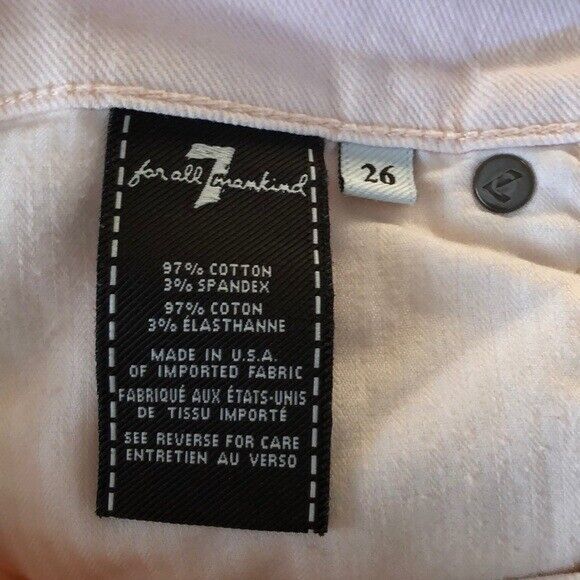 7
for all mankind
26
97% COTTON
3% SPANDEX
97% COTON
3% ÉLASTHANNE
MADE IN U.S.A.
OF IMPORTED FABRIC
FABRIQUÉ AUX ÉTATS-UNIS
DE TISSU IMPORTÉ
SEE REVERSE FOR CARE
ENTRETIEN AU VERSO
7